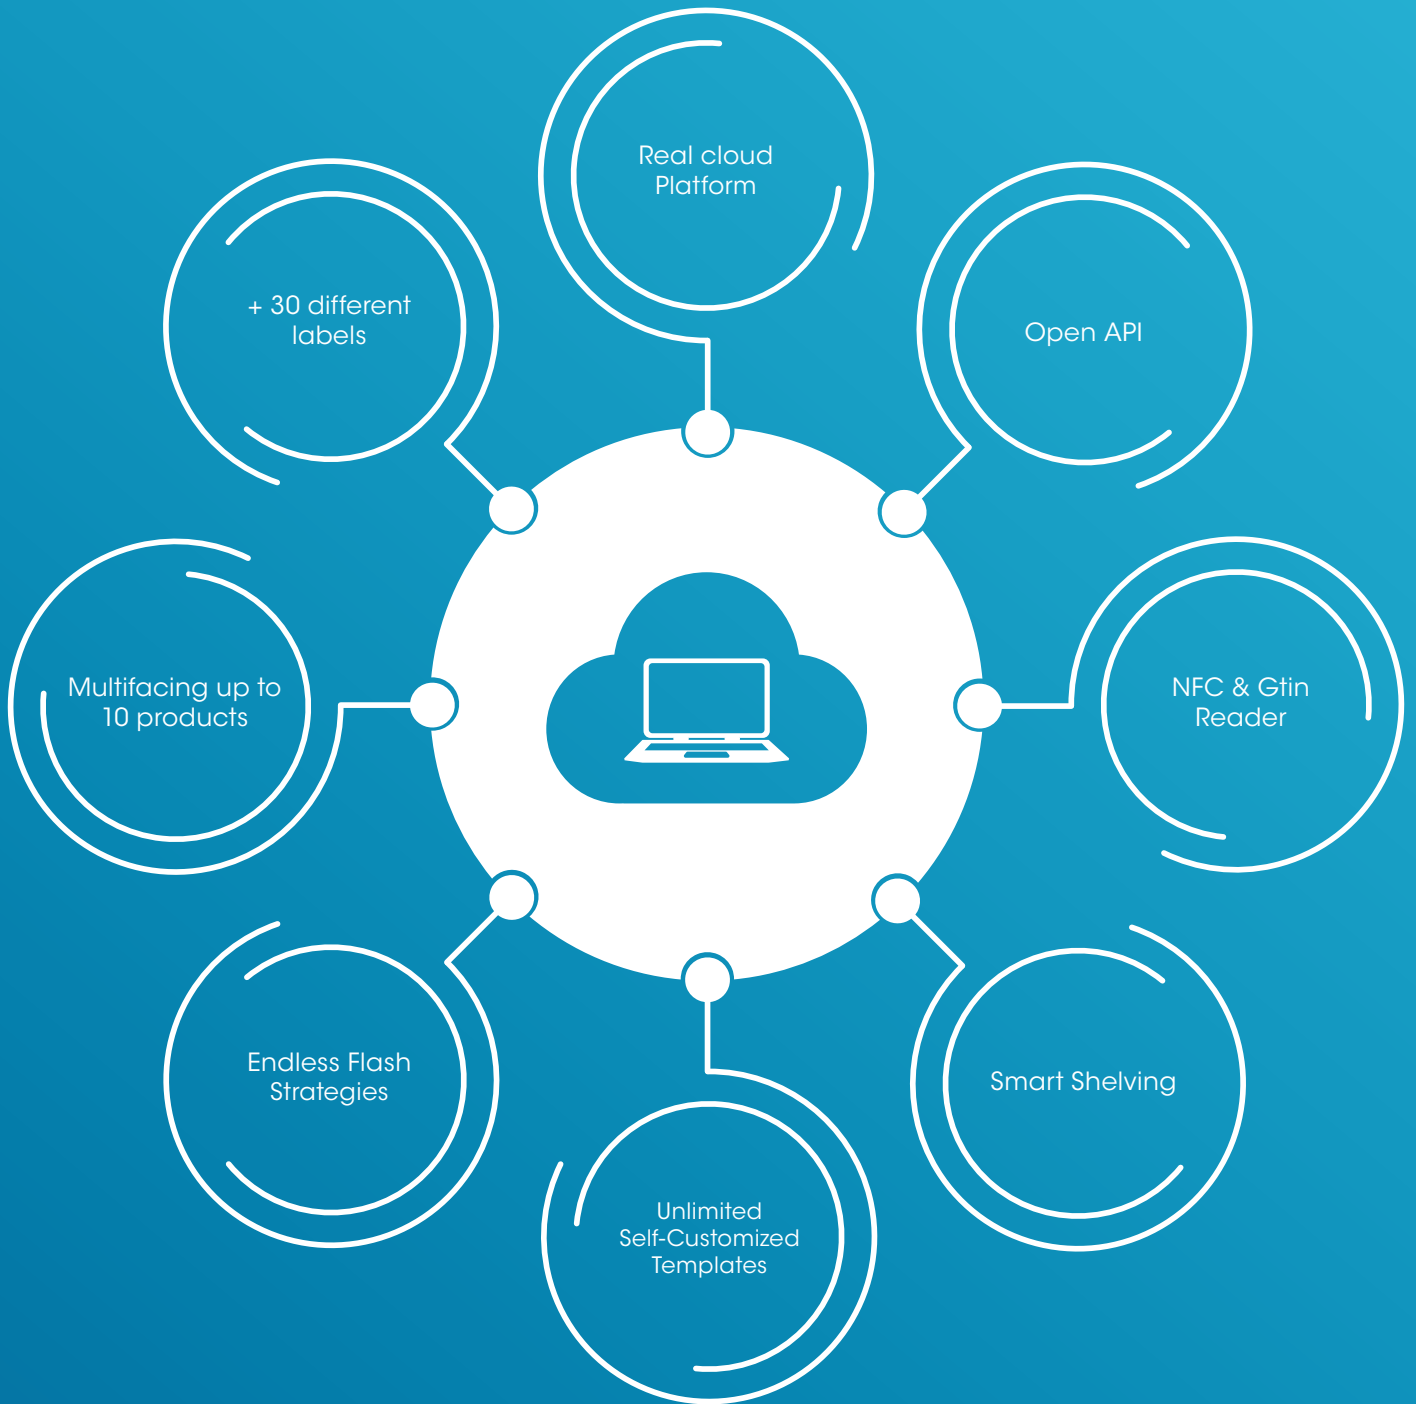 Real cloud
Platform
+ 30 different
labels
Open API
Multifacing up to
10 products
NFC & Gtin
Reader
Endless Flash
Strategies
Smart Shelving
Unlimited
Self-Customized
Templates